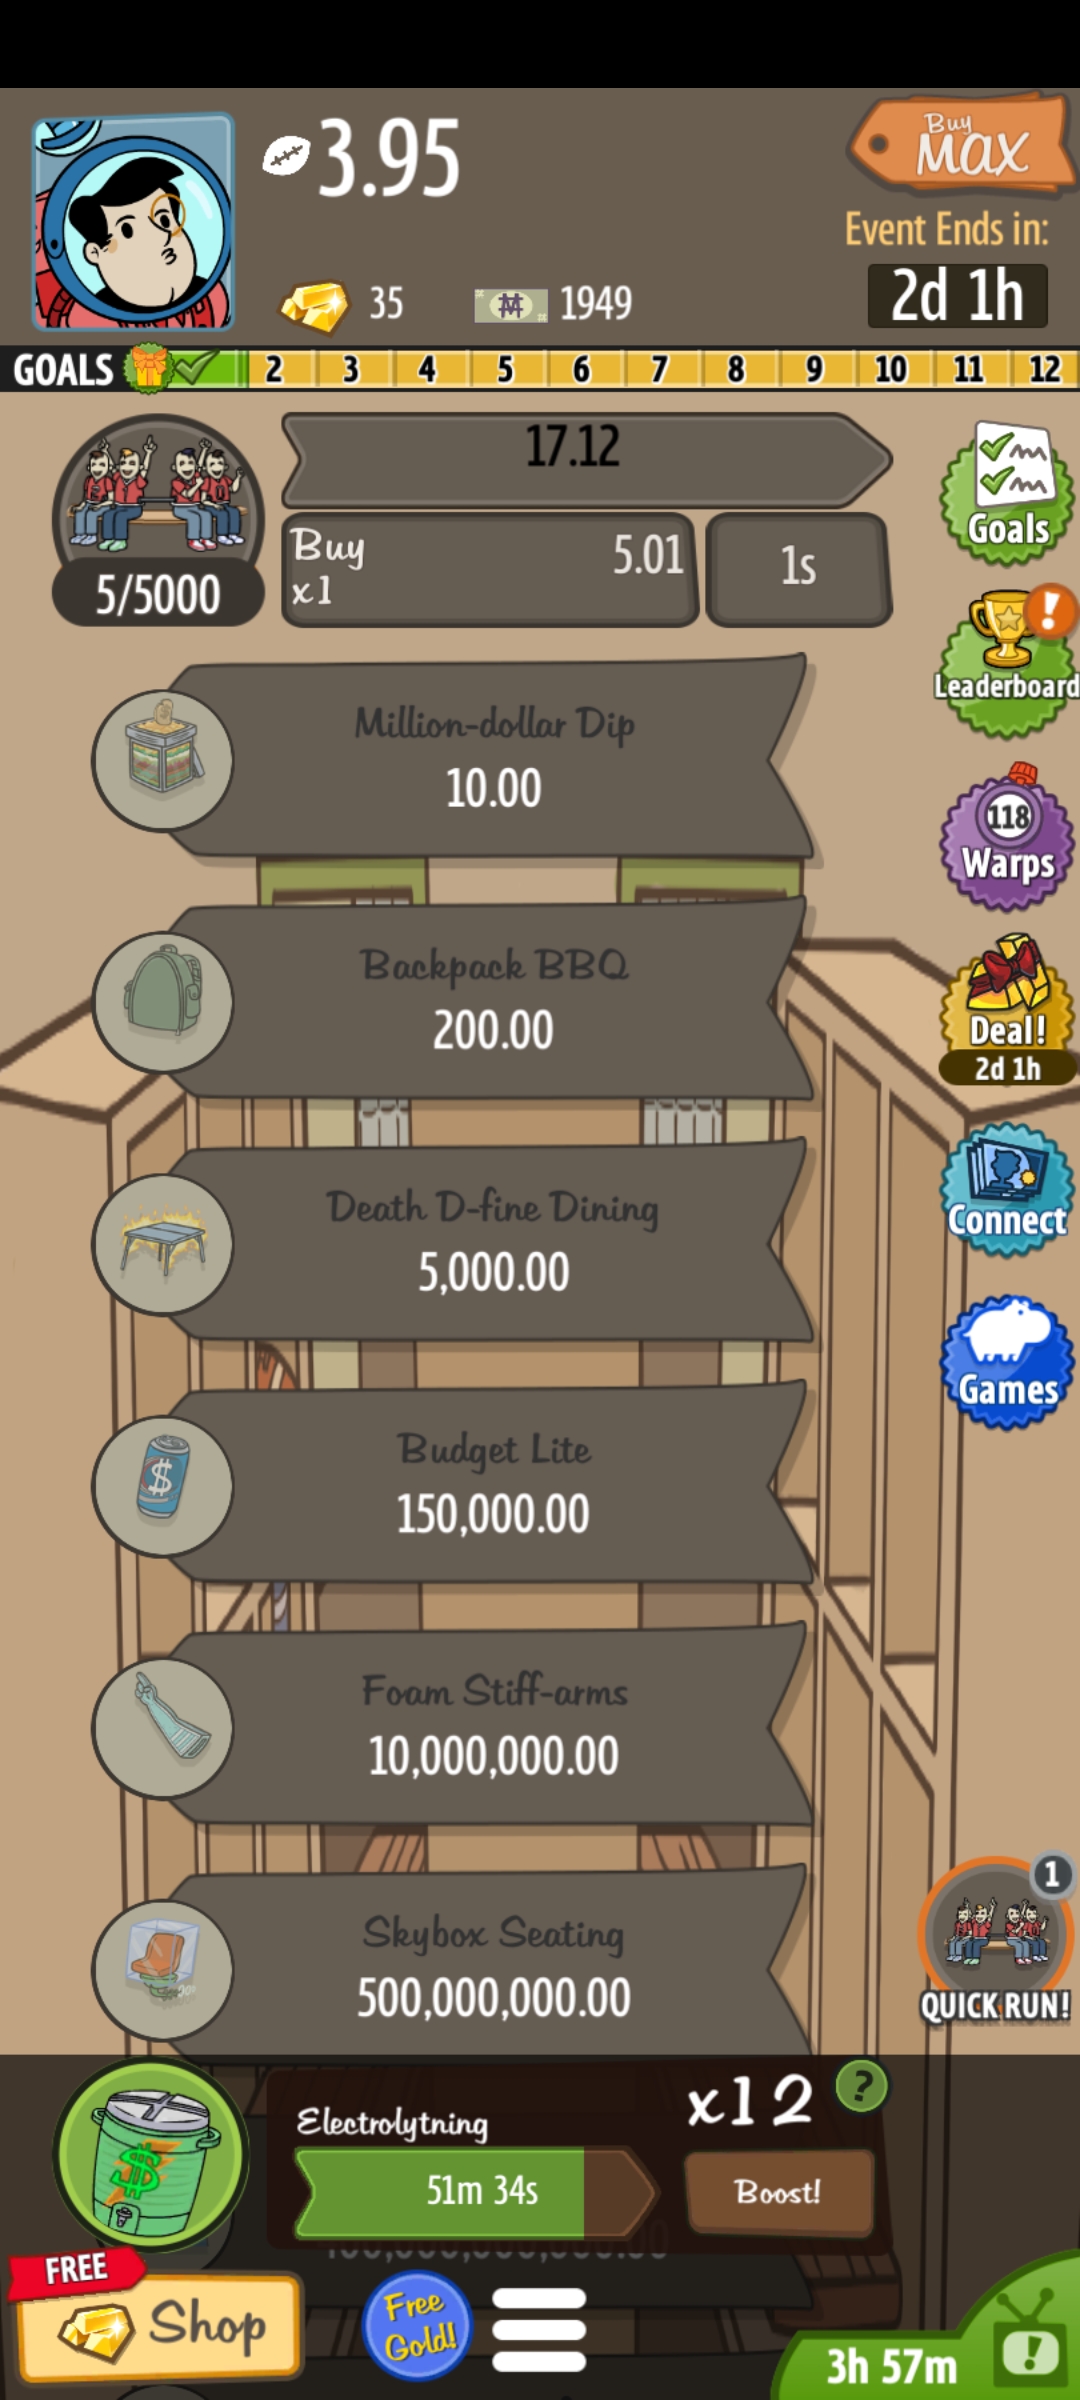 3.95
Buy
Max
Event Ends in:
2d 1h
35
1949
GOALS 2 3 4 5 6 7 8 9 10 11 12
17.12
Buy
x1
5.01
1s
5/5000
Goals
!
Leaderboard
Million-dollar Dip
10.00
118
Warps
Backpack BBQ
200.00
Deal!
2d 1h
Death D-fine Dining
5,000.00
Connect
Games
Budget Lite
150,000.00
$
Foam Stiff-arms
10,000,000.00
1
QUICK RUN!
Skybox Seating
500,000,000.00
x12
?
Electrolytning
51m 34s
Boost!
$
FREE
Shop
Free
Gold!
3h 57m
!